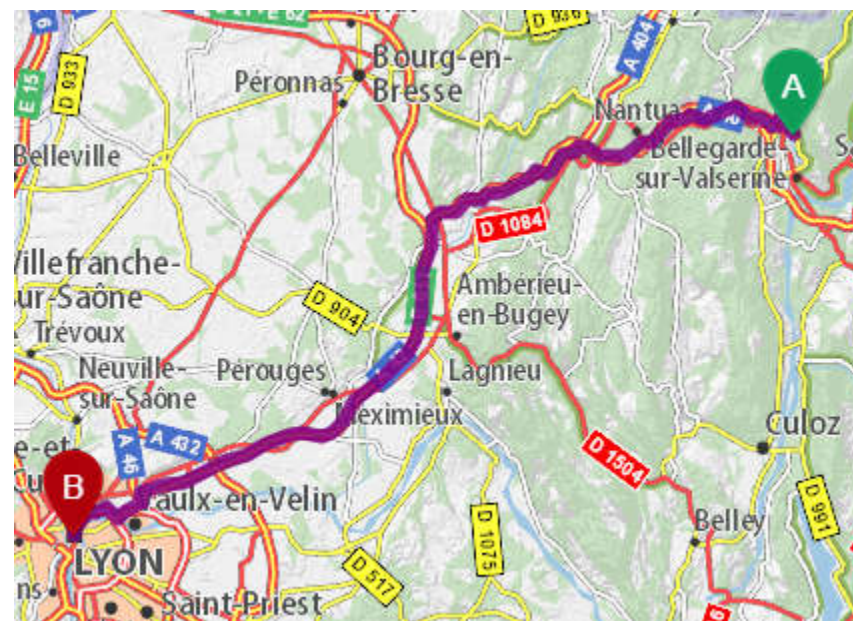 D 936
A 404
D 933
E 15
Bourg-en-
Bresse
Péronnas
A
Nantua
Belleville
Bellegarde-
sur-Valserine
D 1084
Villefranche-
sur-Saône
Ambérieu-
en-Bugey
D 904
Trévoux
Neuville-
sur-Saône
Pérouges
Lagnieu
Meximieux
Culoz
A 46
A 432
D 1504
B
Vaulx-en-Velin
D 991
D 1075
Belley
LYON
D 517
Saint-Priest